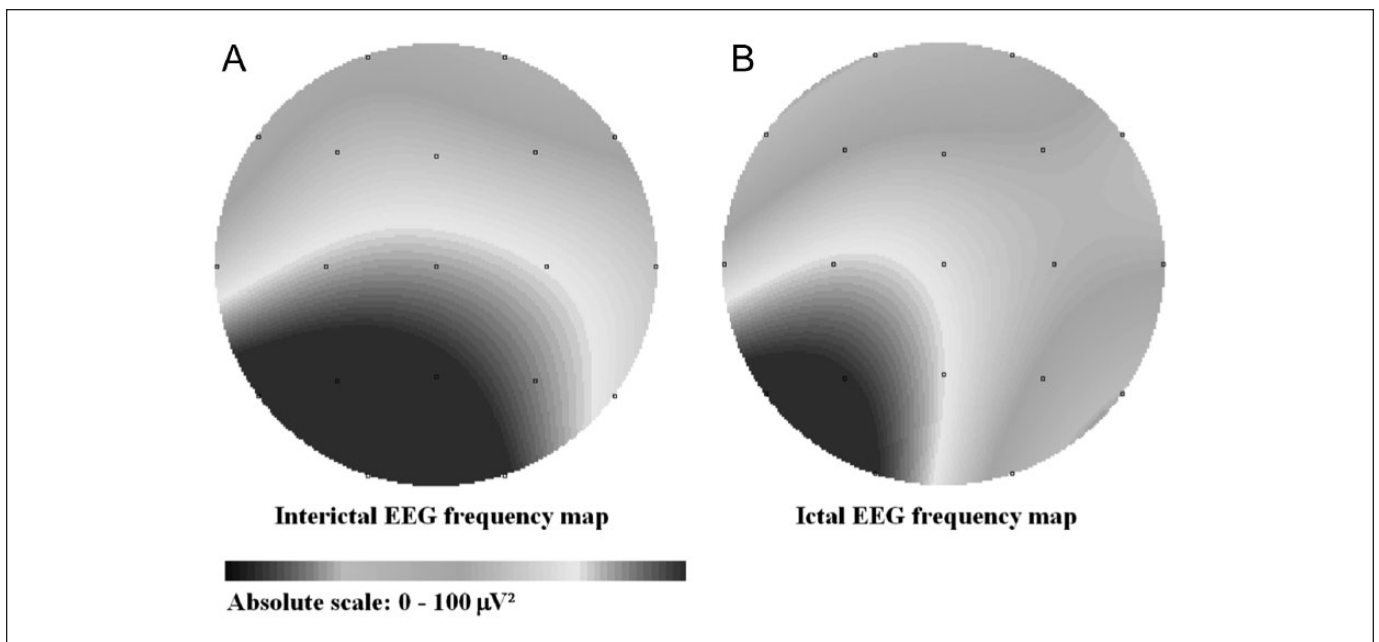 A
B
Interictal EEG frequency map
Ictal EEG frequency map
Absolute scale: 0 - 100 µV²